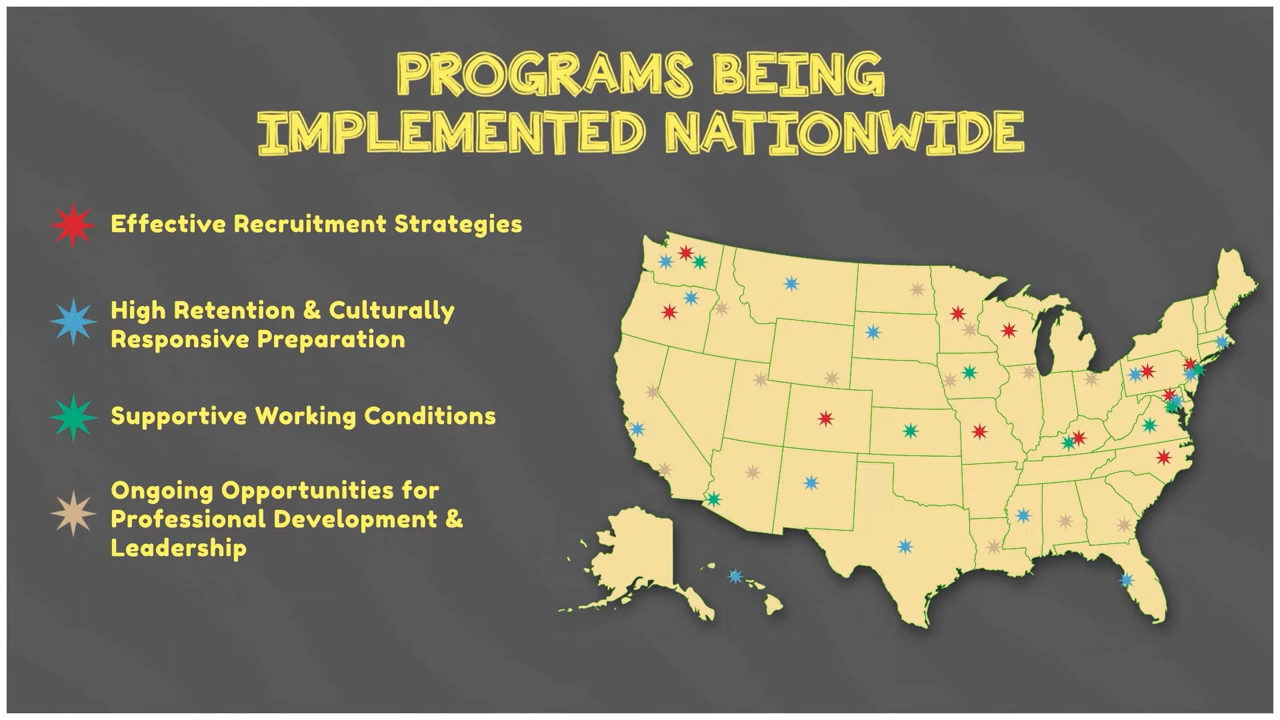 PROGRAMS BEING
IMPLEMENTED NATIONWIDE
Effective Recruitment Strategies
High Retention & Culturally
Responsive Preparation
Supportive Working Conditions
Ongoing Opportunities for
Professional Development &
Leadership